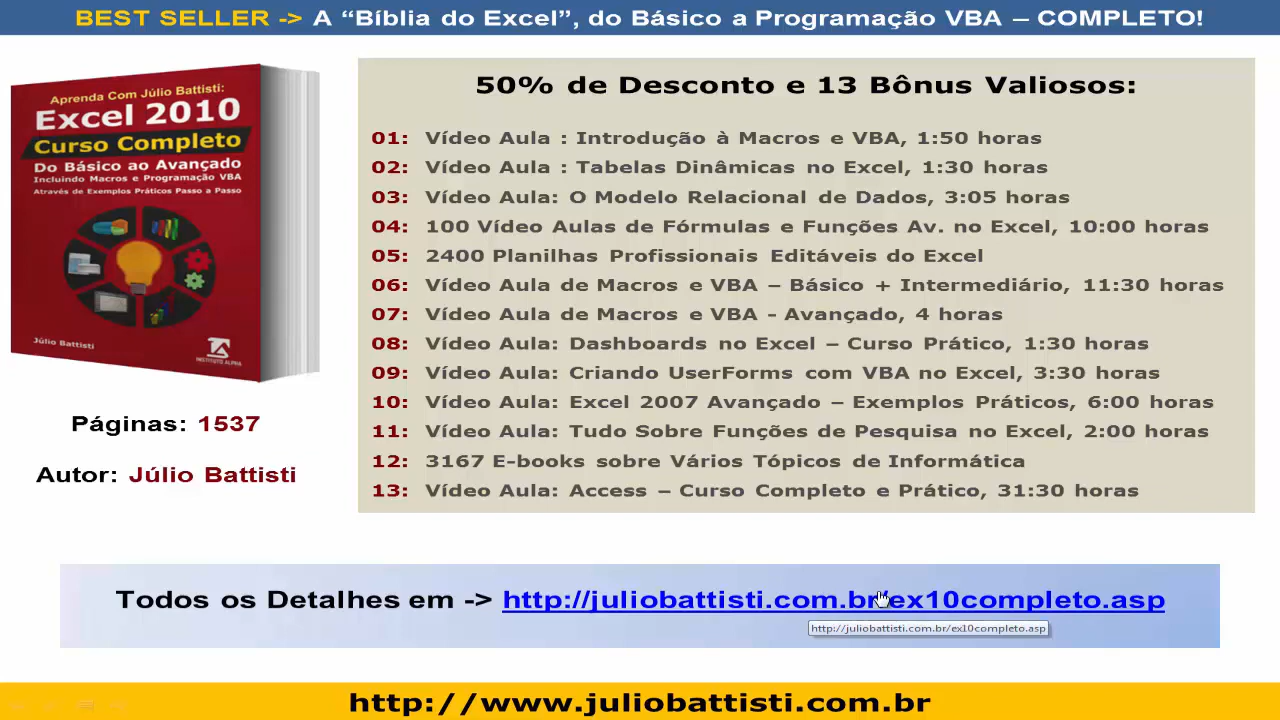 BEST SELLER -> A “Bíblia do Excel”, do Básico a Programação VBA – COMPLETO!
Aprenda Com Júlio Battisti:
Excel 2010
Curso Completo
Do Básico ao Avançado
Incluindo Macros e Programação VBA
Através de Exemplos Práticos Passo a Passo
Júlio Battisti
INSTITUTO ALPHA
Páginas: 1537
Autor: Júlio Battisti
50% de Desconto e 13 Bônus Valiosos:
01: Vídeo Aula : Introdução à Macros e VBA, 1:50 horas
02: Vídeo Aula : Tabelas Dinâmicas no Excel, 1:30 horas
03: Vídeo Aula: O Modelo Relacional de Dados, 3:05 horas
04: 100 Vídeo Aulas de Fórmulas e Funções Av. no Excel, 10:00 horas
05: 2400 Planilhas Profissionais Editáveis do Excel
06: Vídeo Aula de Macros e VBA – Básico + Intermediário, 11:30 horas
07: Vídeo Aula de Macros e VBA - Avançado, 4 horas
08: Vídeo Aula: Dashboards no Excel – Curso Prático, 1:30 horas
09: Vídeo Aula: Criando UserForms com VBA no Excel, 3:30 horas
10: Vídeo Aula: Excel 2007 Avançado – Exemplos Práticos, 6:00 horas
11: Vídeo Aula: Tudo Sobre Funções de Pesquisa no Excel, 2:00 horas
12: 3167 E-books sobre Vários Tópicos de Informática
13: Vídeo Aula: Access – Curso Completo e Prático, 31:30 horas
Todos os Detalhes em -> http://juliobattisti.com.br/ex10completo.asp
http://juliobattisti.com.br/ex10completo.asp
http://www.juliobattisti.com.br